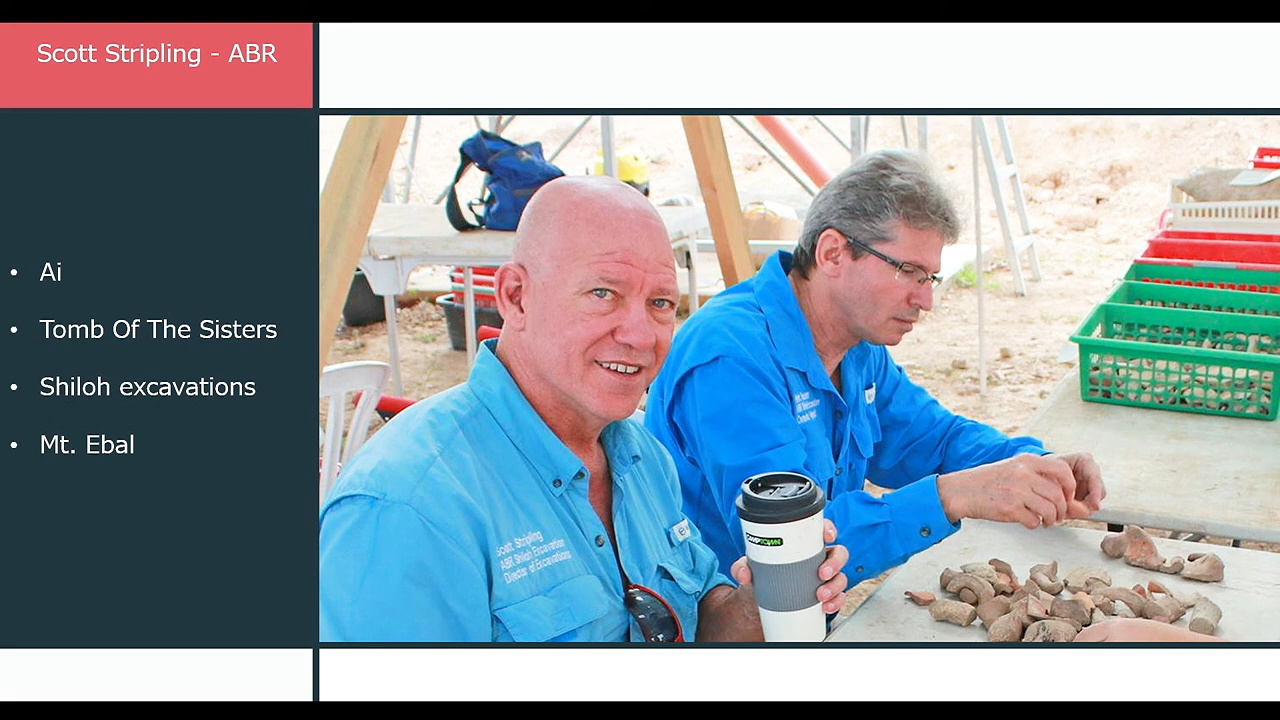 Scott Stripling - ABR
• Ai
• Tomb Of The Sisters
• Shiloh excavations
• Mt. Ebal
Scott Stripling
ABR Shiloh Excavation
Director of Excavations
CAMPTOWN